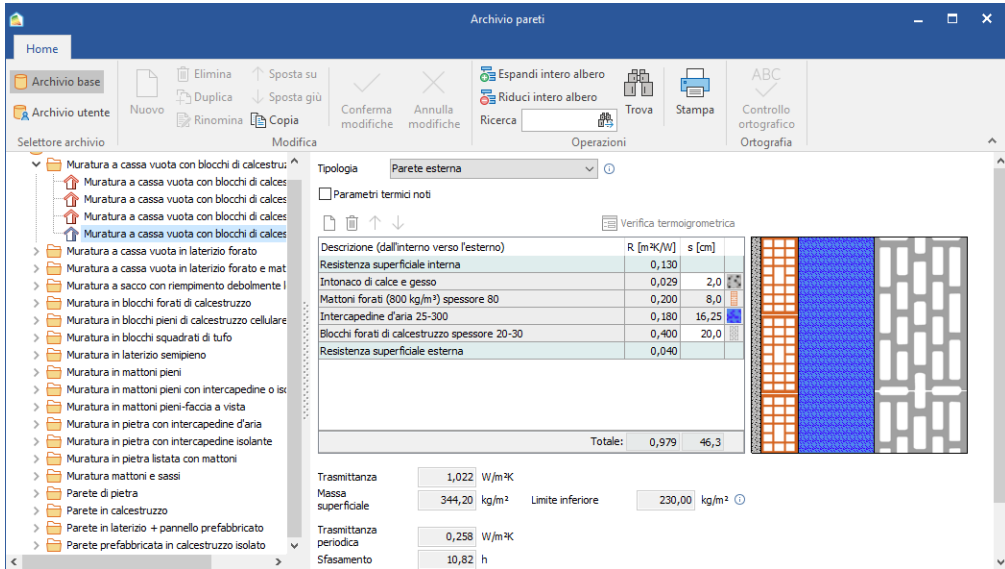 Archivio pareti
Home
Archivio base
Archivio utente
Selettore archivio
Nuovo
Elimina
Duplica
Rinomina
Sposta su
Sposta giù
Copia
Conferma
modifiche
Annulla
modifiche
Modifica
Espandi intero albero
Riduci intero albero
Ricerca
Trova
Stampa
Operazioni
ABC
Controllo
ortografico
Ortografia
Muratura a cassa vuota con blocchi di calcestruz
Muratura a cassa vuota con blocchi di calces
Muratura a cassa vuota con blocchi di calces
Muratura a cassa vuota con blocchi di calces
Muratura a cassa vuota con blocchi di calces
Muratura a cassa vuota in laterizio forato
Muratura a cassa vuota in laterizio forato e mat
Muratura a sacco con riempimento debolmente l
Muratura in blocchi forati di calcestruzzo
Muratura in blocchi pieni di calcestruzzo cellulare
Muratura in blocchi squadrati di tufo
Muratura in laterizio semipieno
Muratura in mattoni pieni
Muratura in mattoni pieni con intercapedine o iso
Muratura in mattoni pieni-faccia a vista
Muratura in pietra con intercapedine d'aria
Muratura in pietra con intercapedine isolante
Muratura in pietra listata con mattoni
Muratura mattoni e sassi
Parete di pietra
Parete in calcestruzzo
Parete in laterizio + pannello prefabbricato
Parete prefabbricata in calcestruzzo isolato
Tipologia Parete esterna
Parametri termici noti
Verifica termoigrometrica
Descrizione (dall'interno verso l'esterno) R [m²K/W] s [cm]
Resistenza superficiale interna 0,130
Intonaco di calce e gesso 0,029 2,0
Mattoni forati (800 kg/m³) spessore 80 0,200 8,0
Intercapedine d'aria 25-300 0,180 16,25
Blocchi forati di calcestruzzo spessore 20-30 0,400 20,0
Resistenza superficiale esterna 0,040
Totale: 0,979 46,3
Trasmittanza 1,022 W/m²K
Massa
superficiale 344,20 kg/m² Limite inferiore 230,00 kg/m²
Trasmittanza
periodica 0,258 W/m²K
Sfasamento 10,82 h